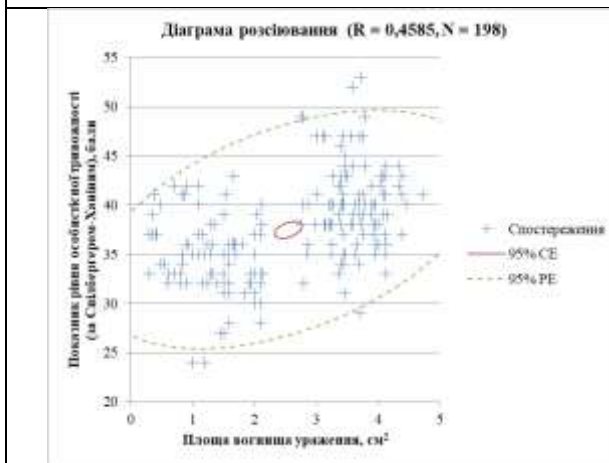 Діаграма розсіювання (R = 0,4585, N = 198)
Показник рівня особистісної тривожності
(за Спілбергером-Ханіним), бали
55
50
45
40
35
30
25
20
0 1 2 3 4 5
Площа вогнища ураження, см²
Спостереження
95% CE
95% PE